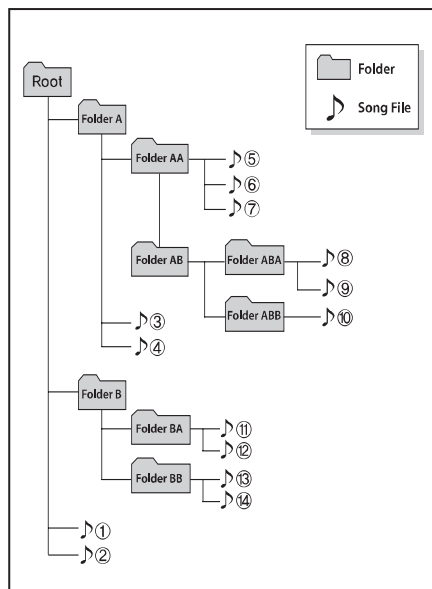 Root
Folder
Song File
Folder A
Folder AA
⑤
⑥
⑦
Folder AB
Folder ABA
⑧
⑨
Folder ABB
⑩
③
④
Folder B
Folder BA
⑪
⑫
Folder BB
⑬
⑭
①
②